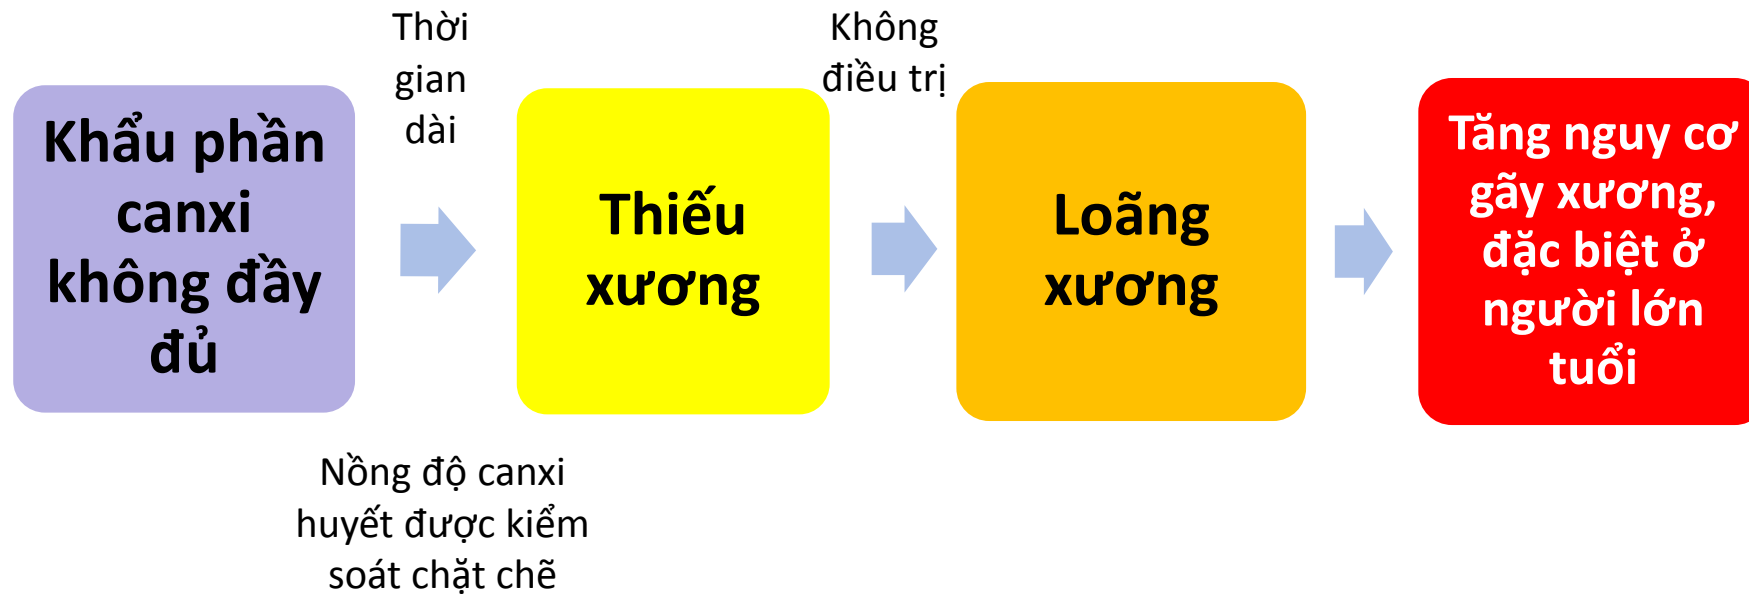 Khẩu phần
canxi
không đầy
đủ
Thời
gian
dài
Nồng độ canxi
huyết được kiểm
soát chặt chẽ
Thiếu
xương
Không
điều trị
Loãng
xương
Tăng nguy cơ
gãy xương,
đặc biệt ở
người lớn
tuổi